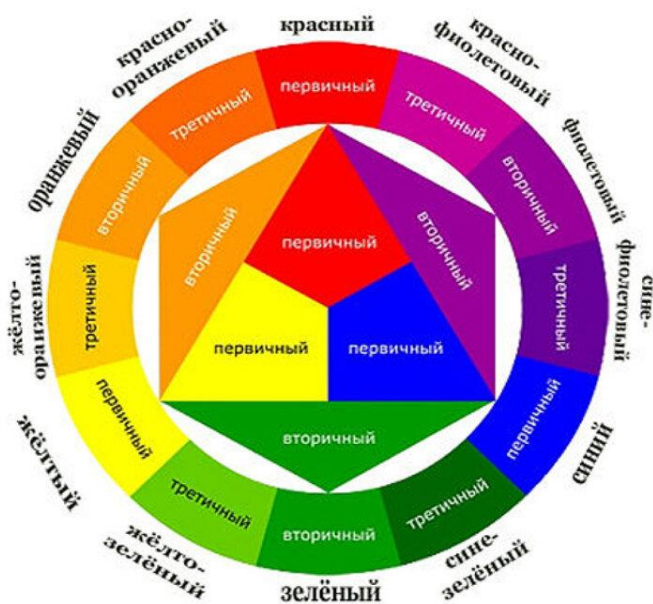 красный
красно-
фиолетовый
фиолетовый
сине-
фиолетовый
синий
сине-
зелёный
зелёный
жёлто-
зелёный
жёлтый
жёлто-
оранжевый
оранжевый
красно-
оранжевый
первичный
третичный
вторичный
третичный
первичный
третичный
вторичный
третичный
первичный
третичный
вторичный
третичный
вторичный
первичный
вторичный
первичный
первичный
вторичный